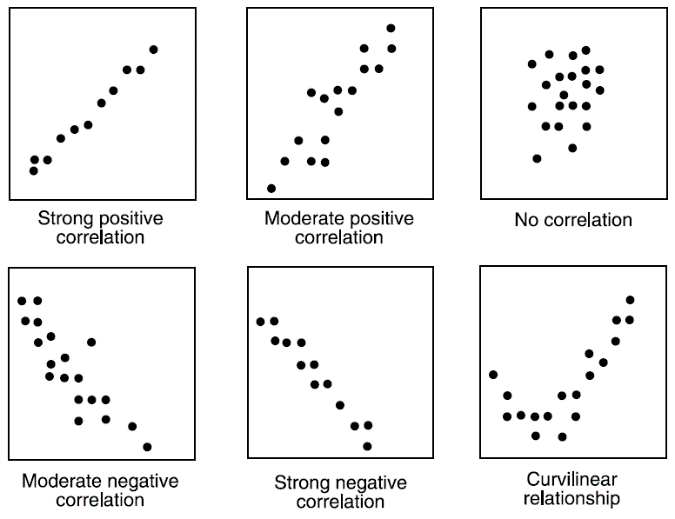 Strong positive
correlation
Moderate positive
correlation
No correlation
Moderate negative
correlation
Strong negative
correlation
Curvilinear
relationship